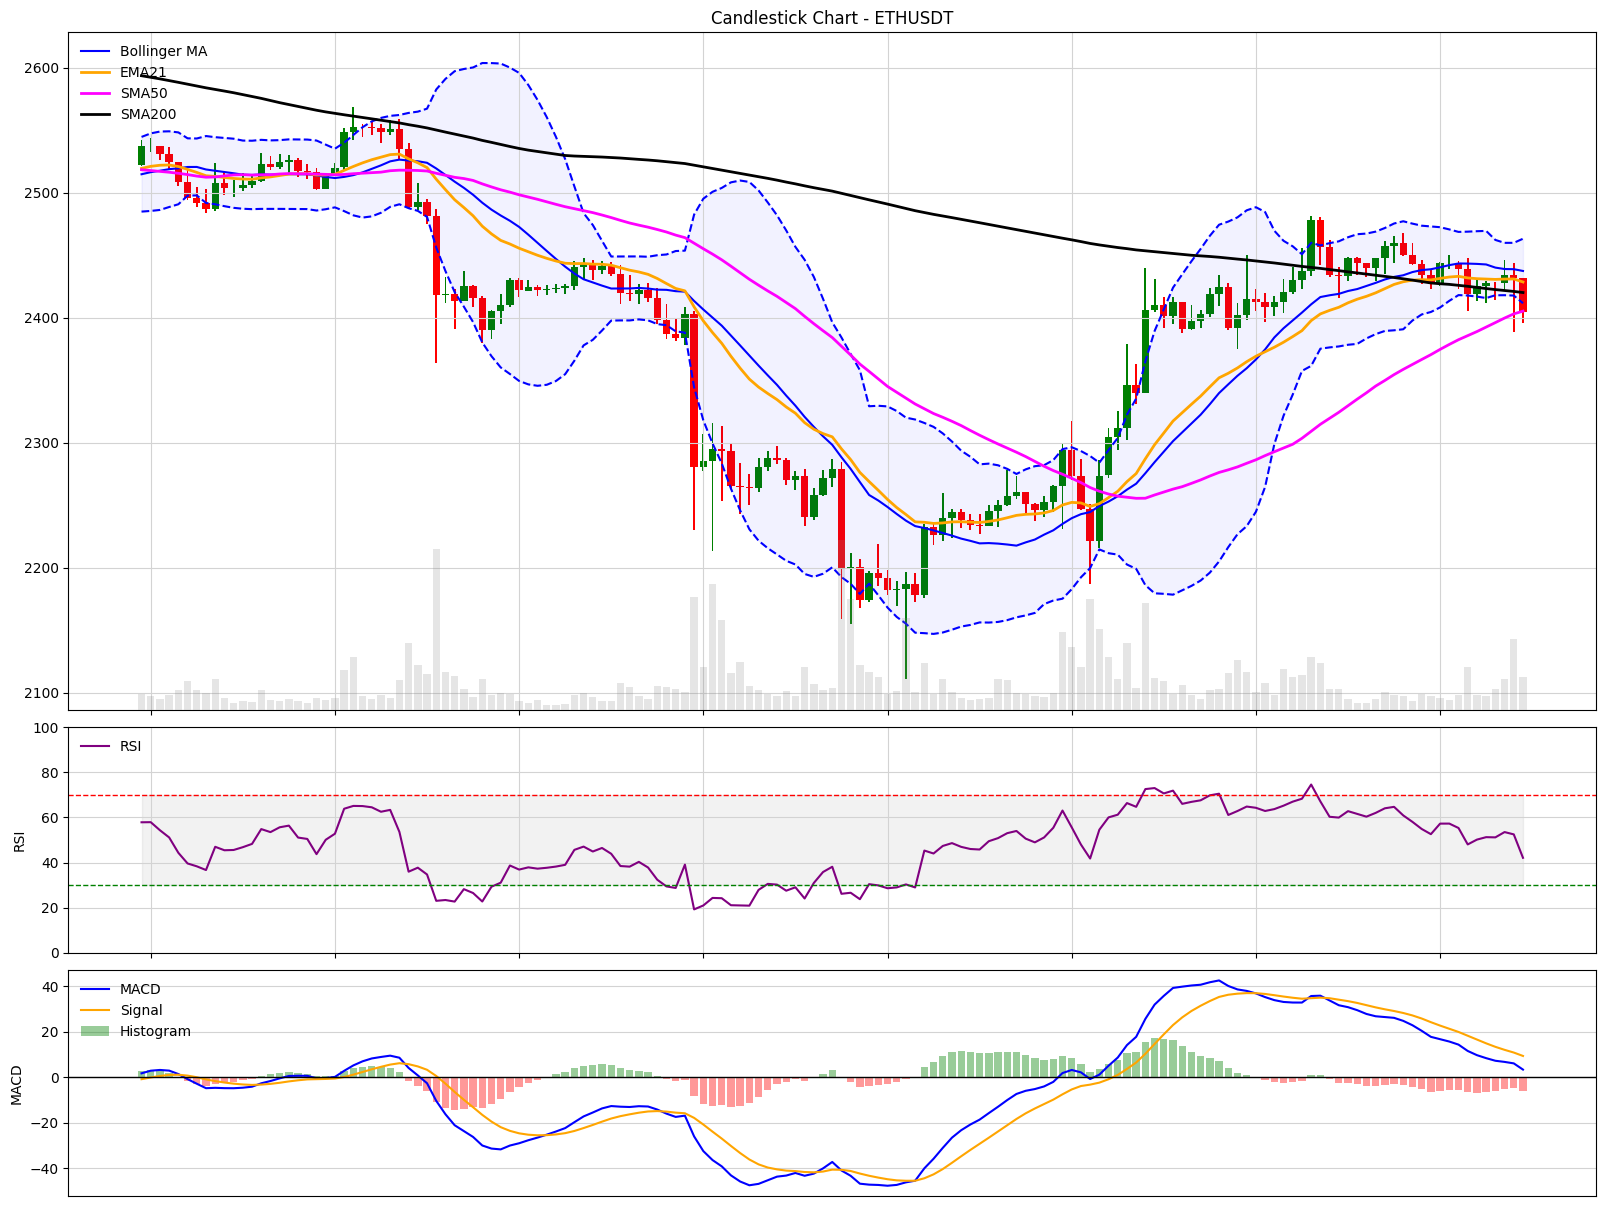 Candlestick Chart - ETHUSDT
Bollinger MA
EMA21
SMA50
SMA200
2600
2500
2400
2300
2200
2100
RSI
100
80
60
40
20
0
RSI
MACD
Signal
Histogram
40
20
0
−20
−40
MACD